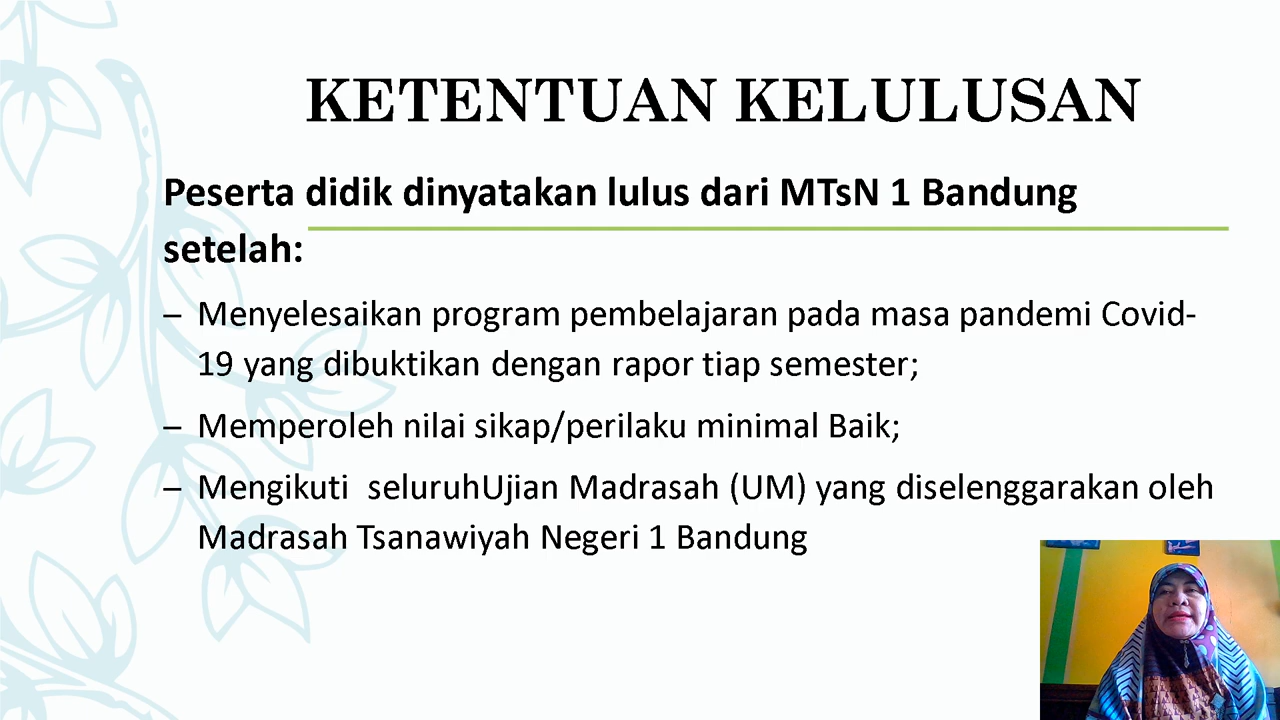 KETENTUAN KELULUSAN
Peserta didik dinyatakan lulus dari MTsN 1 Bandung
setelah:
– Menyelesaikan program pembelajaran pada masa pandemi Covid-
19 yang dibuktikan dengan rapor tiap semester;
– Memperoleh nilai sikap/perilaku minimal Baik;
– Mengikuti  seluruhUjian Madrasah (UM) yang diselenggarakan oleh
Madrasah Tsanawiyah Negeri 1 Bandung